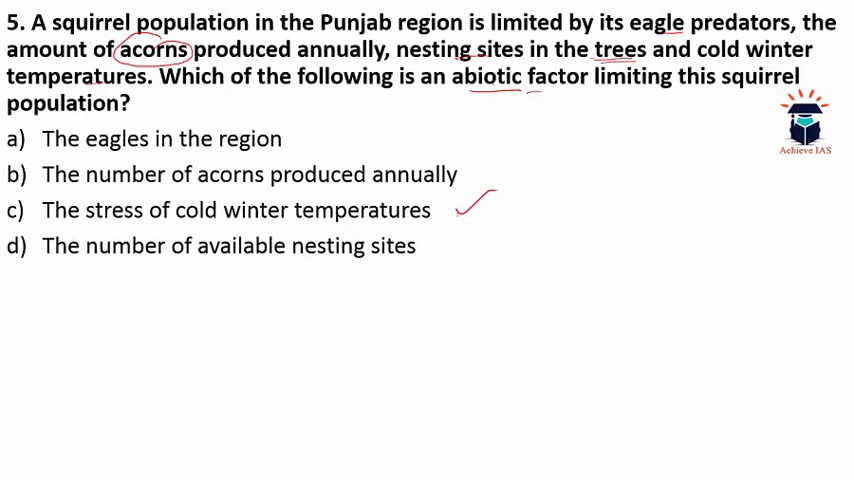 5. A squirrel population in the Punjab region is limited by its eagle predators, the
amount of acorns produced annually, nesting sites in the trees and cold winter
temperatures. Which of the following is an abiotic factor limiting this squirrel
population?
Achieve IAS
a) The eagles in the region
b) The number of acorns produced annually
c) The stress of cold winter temperatures
d) The number of available nesting sites